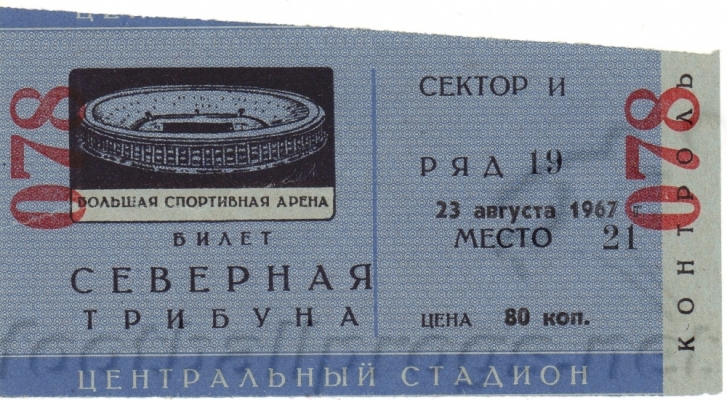 078
БОЛЬШАЯ СПОРТИВНАЯ АРЕНА
БИЛЕТ
СЕВЕРНАЯ
ТРИБУНА
СЕКТОР И
РЯД 19
23 августа 1967 г
МЕСТО 21
ЦЕНА 80 коп.
078
КОНТРОЛЬ
ЦЕНТРАЛЬНЫЙ СТАДИОН